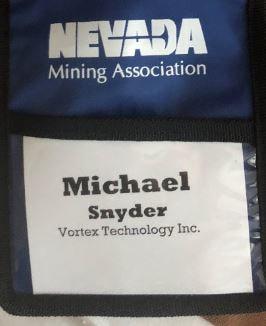 NEVADA
Mining Association
Michael
Snyder
Vortex Technology Inc.